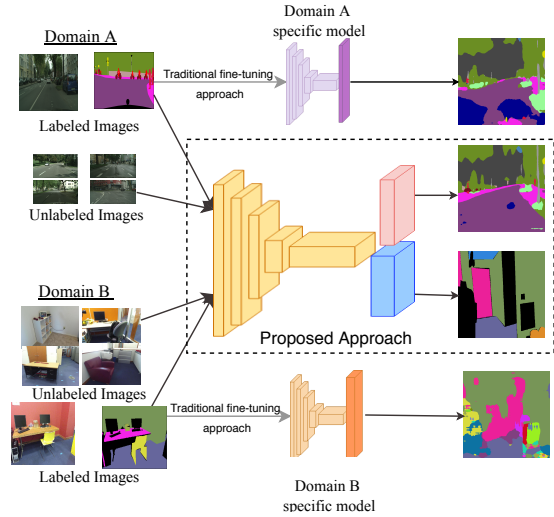 Domain A
Labeled Images
Unlabeled Images
Traditional fine-tuning
approach
Domain A
specific model
Proposed Approach
Domain B
Unlabeled Images
Labeled Images
Traditional fine-tuning
approach
Domain B
specific model